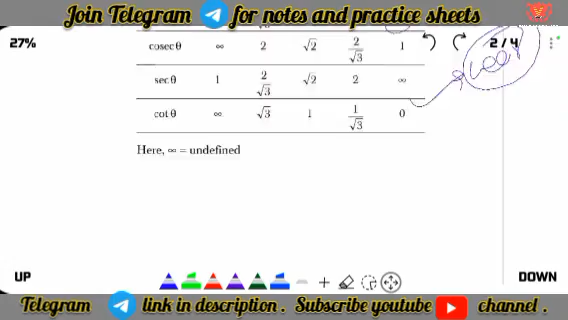 Join Telegram for notes and practice sheets
27%
2 / 4
cosec θ ∞ 2 √2 2/√3 1
sec θ 1 2/√3 √2 2 ∞
cot θ ∞ √3 1 1/√3 0
Here, ∞ = undefined
UP
DOWN
Telegram link in description . Subscribe youtube channel .